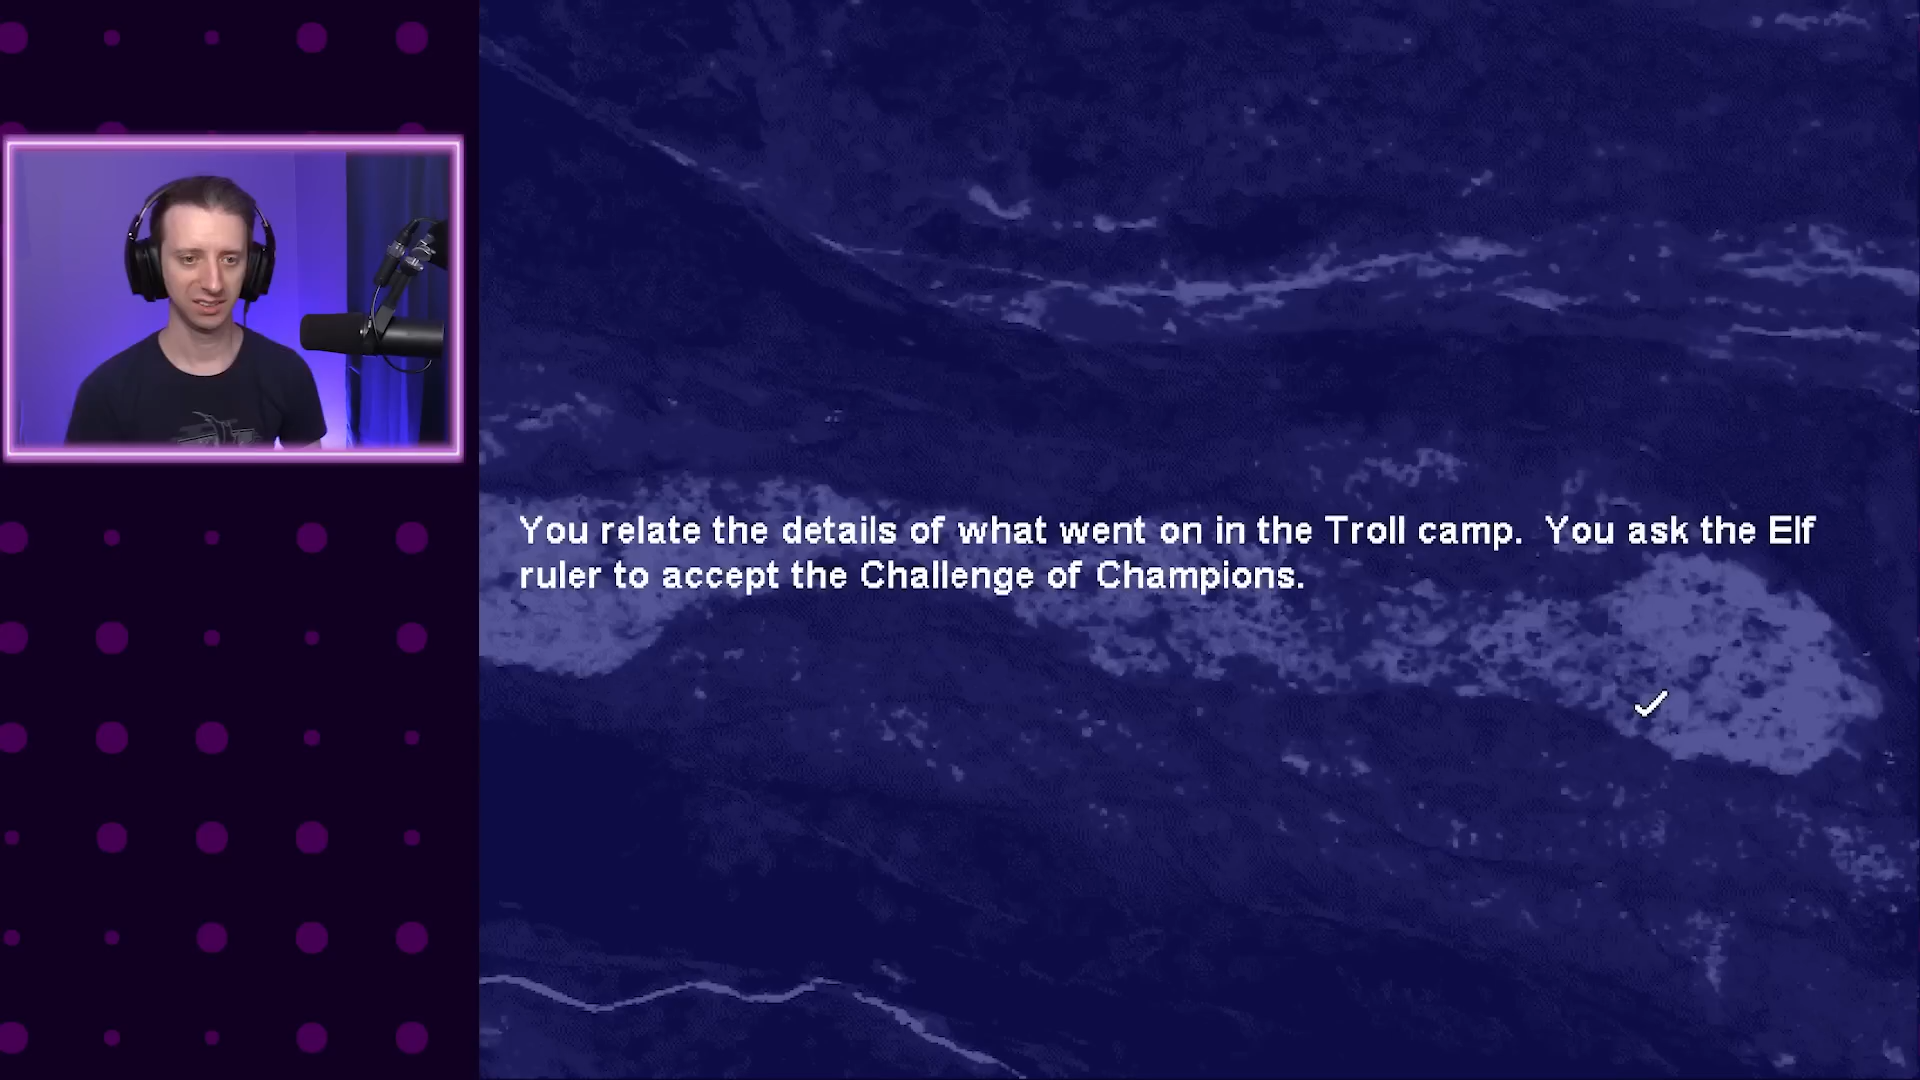 You relate the details of what went on in the Troll camp.  You ask the Elf
ruler to accept the Challenge of Champions.